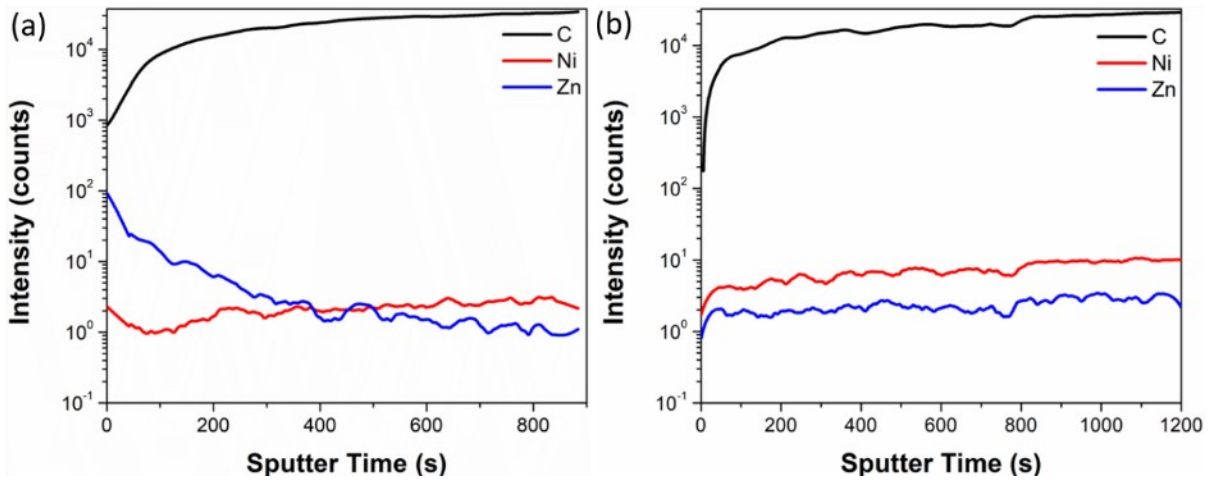 (a)
C
Ni
Zn
10^4
10^3
10^2
10^1
10^0
10^-1
Intensity (counts)
0 200 400 600 800
Sputter Time (s)
(b)
C
Ni
Zn
10^4
10^3
10^2
10^1
10^0
10^-1
Intensity (counts)
0 200 400 600 800 1000 1200
Sputter Time (s)